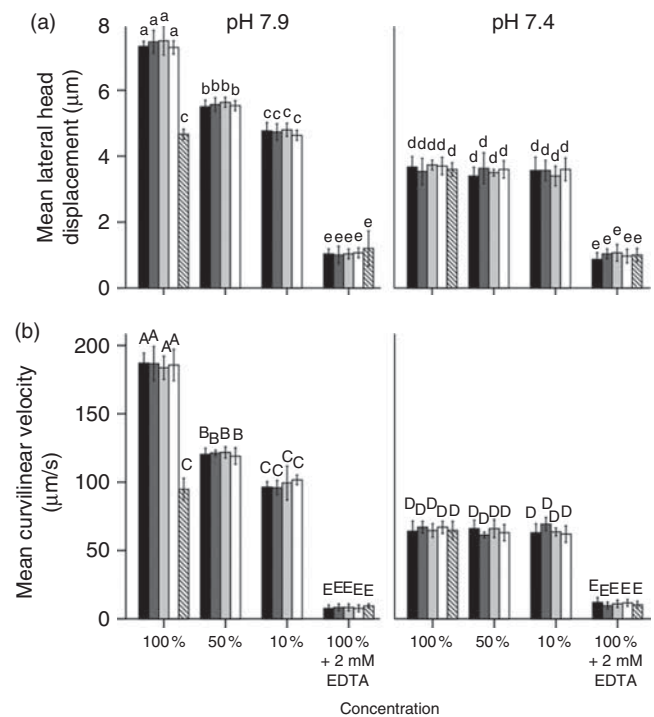 (a)
pH 7.9
pH 7.4
Mean lateral head
displacement (μm)
8
6
4
2
0
a a a a
c
b b b b
c c c c
e e e e e
d d d d d
d d d d
d d d d
e e e e e
(b)
Mean curvilinear velocity
(μm/s)
200
150
100
50
0
A A A A
C
B B B B
C C C C
E E E E E
D D D D D
D D D D
D D D D
E E E E E
100 % 50 % 10 % 100 % 100 % 50 % 10 % 100 %
+ 2 mM + 2 mM
EDTA EDTA
Concentration